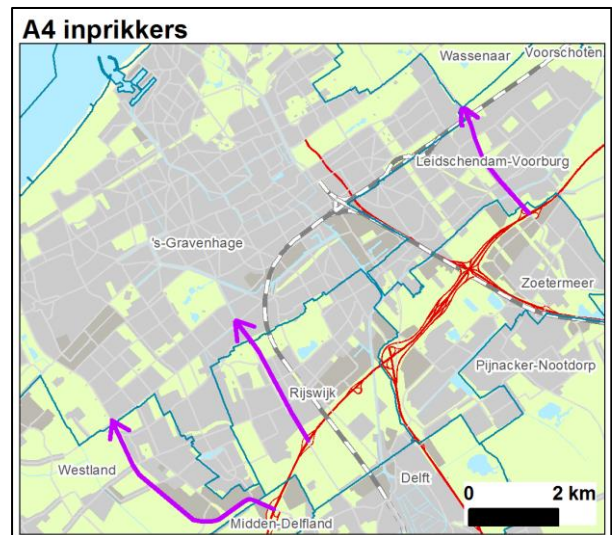 A4 inprikkers
Wassenaar
Voorschoten
Leidschendam-Voorburg
's-Gravenhage
Zoetermeer
Pijnacker-Nootdorp
Rijswijk
Westland
Delft
Midden-Delfland
0 2 km